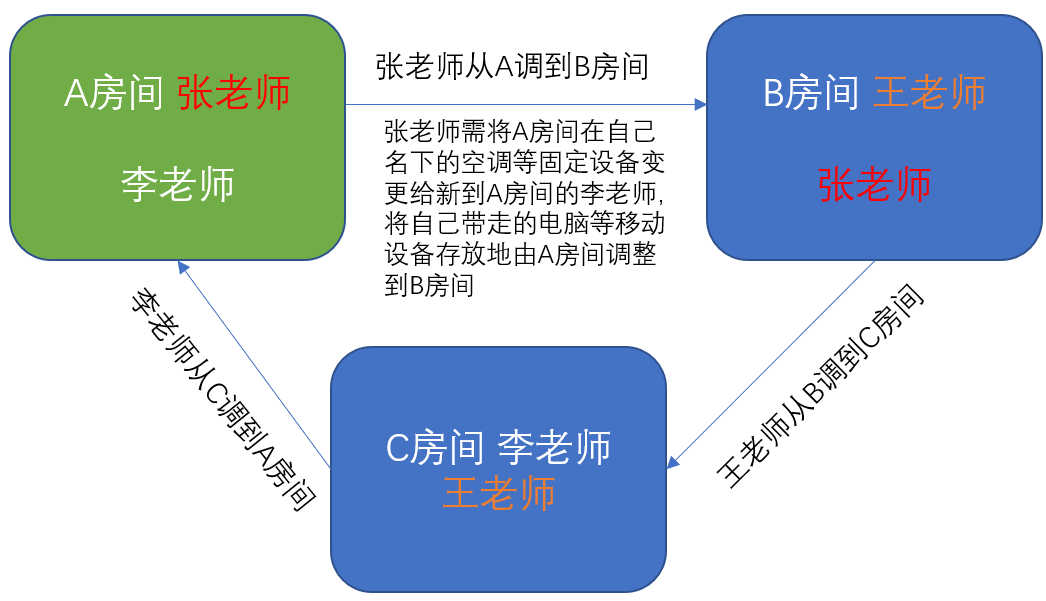 A房间 张老师
李老师
张老师从A调到B房间
张老师需将A房间在自己
名下的空调等固定设备变
更给新到A房间的李老师,
将自己带走的电脑等移动
设备存放地由A房间调整
到B房间
B房间 王老师
张老师
李老师从C调到A房间
C房间 李老师
王老师
王老师从B调到C房间